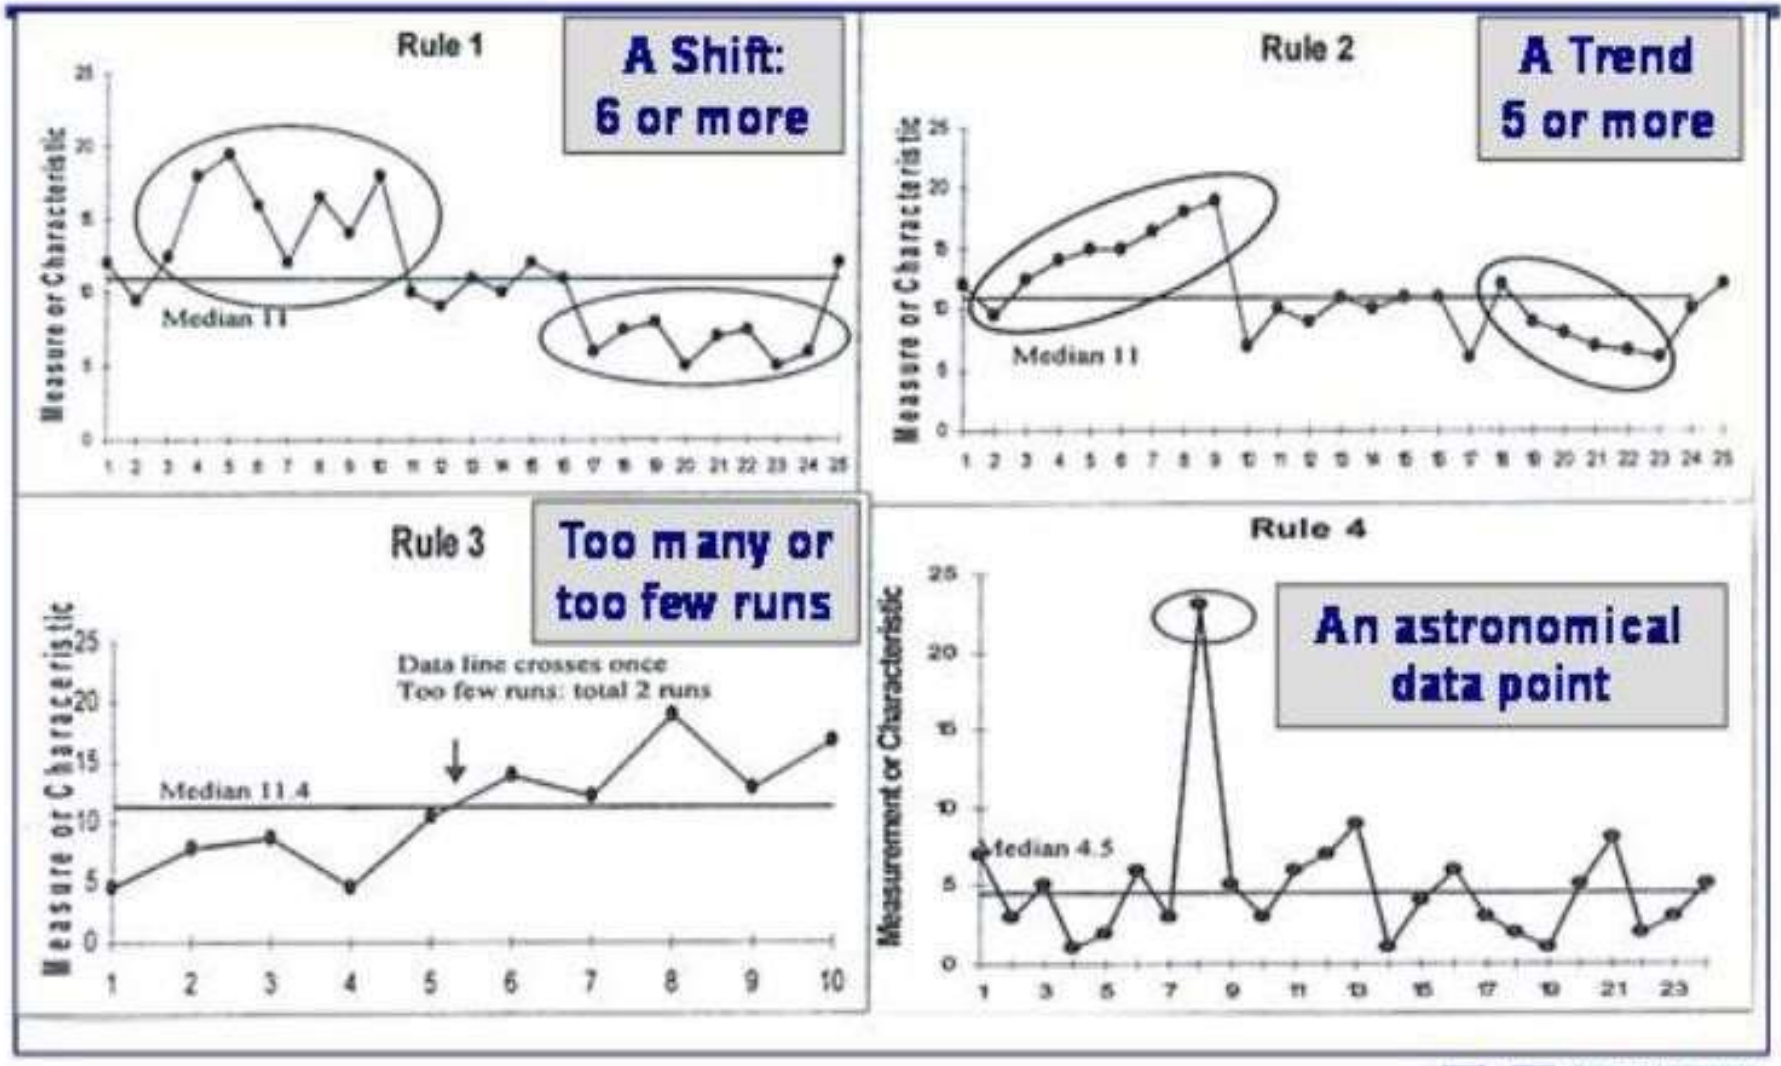 Rule 1
A Shift:
6 or more
Measure or Characteristic
25
20
15
10
5
0
Median 11
1 2 3 4 5 6 7 8 9 10 11 12 13 14 15 16 17 18 19 20 21 22 23 24 25
Rule 2
A Trend
5 or more
Measure or Characteristic
25
20
15
10
5
0
Median 11
1 2 3 4 5 6 7 8 9 10 11 12 13 14 15 16 17 18 19 20 21 22 23 24 25
Rule 3
Too many or
too few runs
Measure or Characeristic
25
20
15
10
5
0
Data line crosses once
Too few runs: total 2 runs
Median 11.4
1 2 3 4 5 6 7 8 9 10
Rule 4
An astronomical
data point
Measurement or Characteristic
25
20
15
10
5
0
Median 4.5
1 3 5 7 9 11 13 15 17 19 21 23